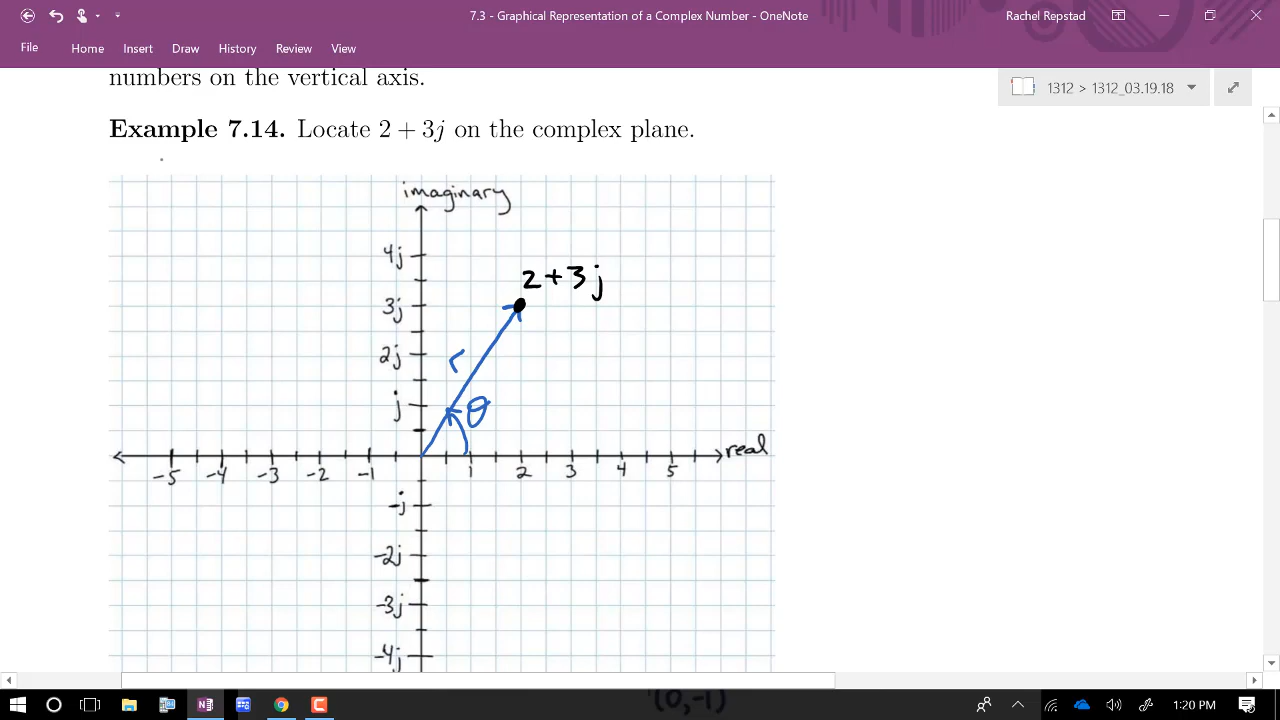 7.3 - Graphical Representation of a Complex Number - OneNote
Rachel Repstad
File
Home
Insert
Draw
History
Review
View
1312 > 1312_03.19.18
numbers on the vertical axis.
Example 7.14. Locate 2 + 3j on the complex plane.
imaginary
4j
2+3j
3j
r
2j
j
θ
real
-5 -4 -3 -2 -1 1 2 3 4 5
-j
-2j
-3j
-4j
(0,-1)
1:20 PM